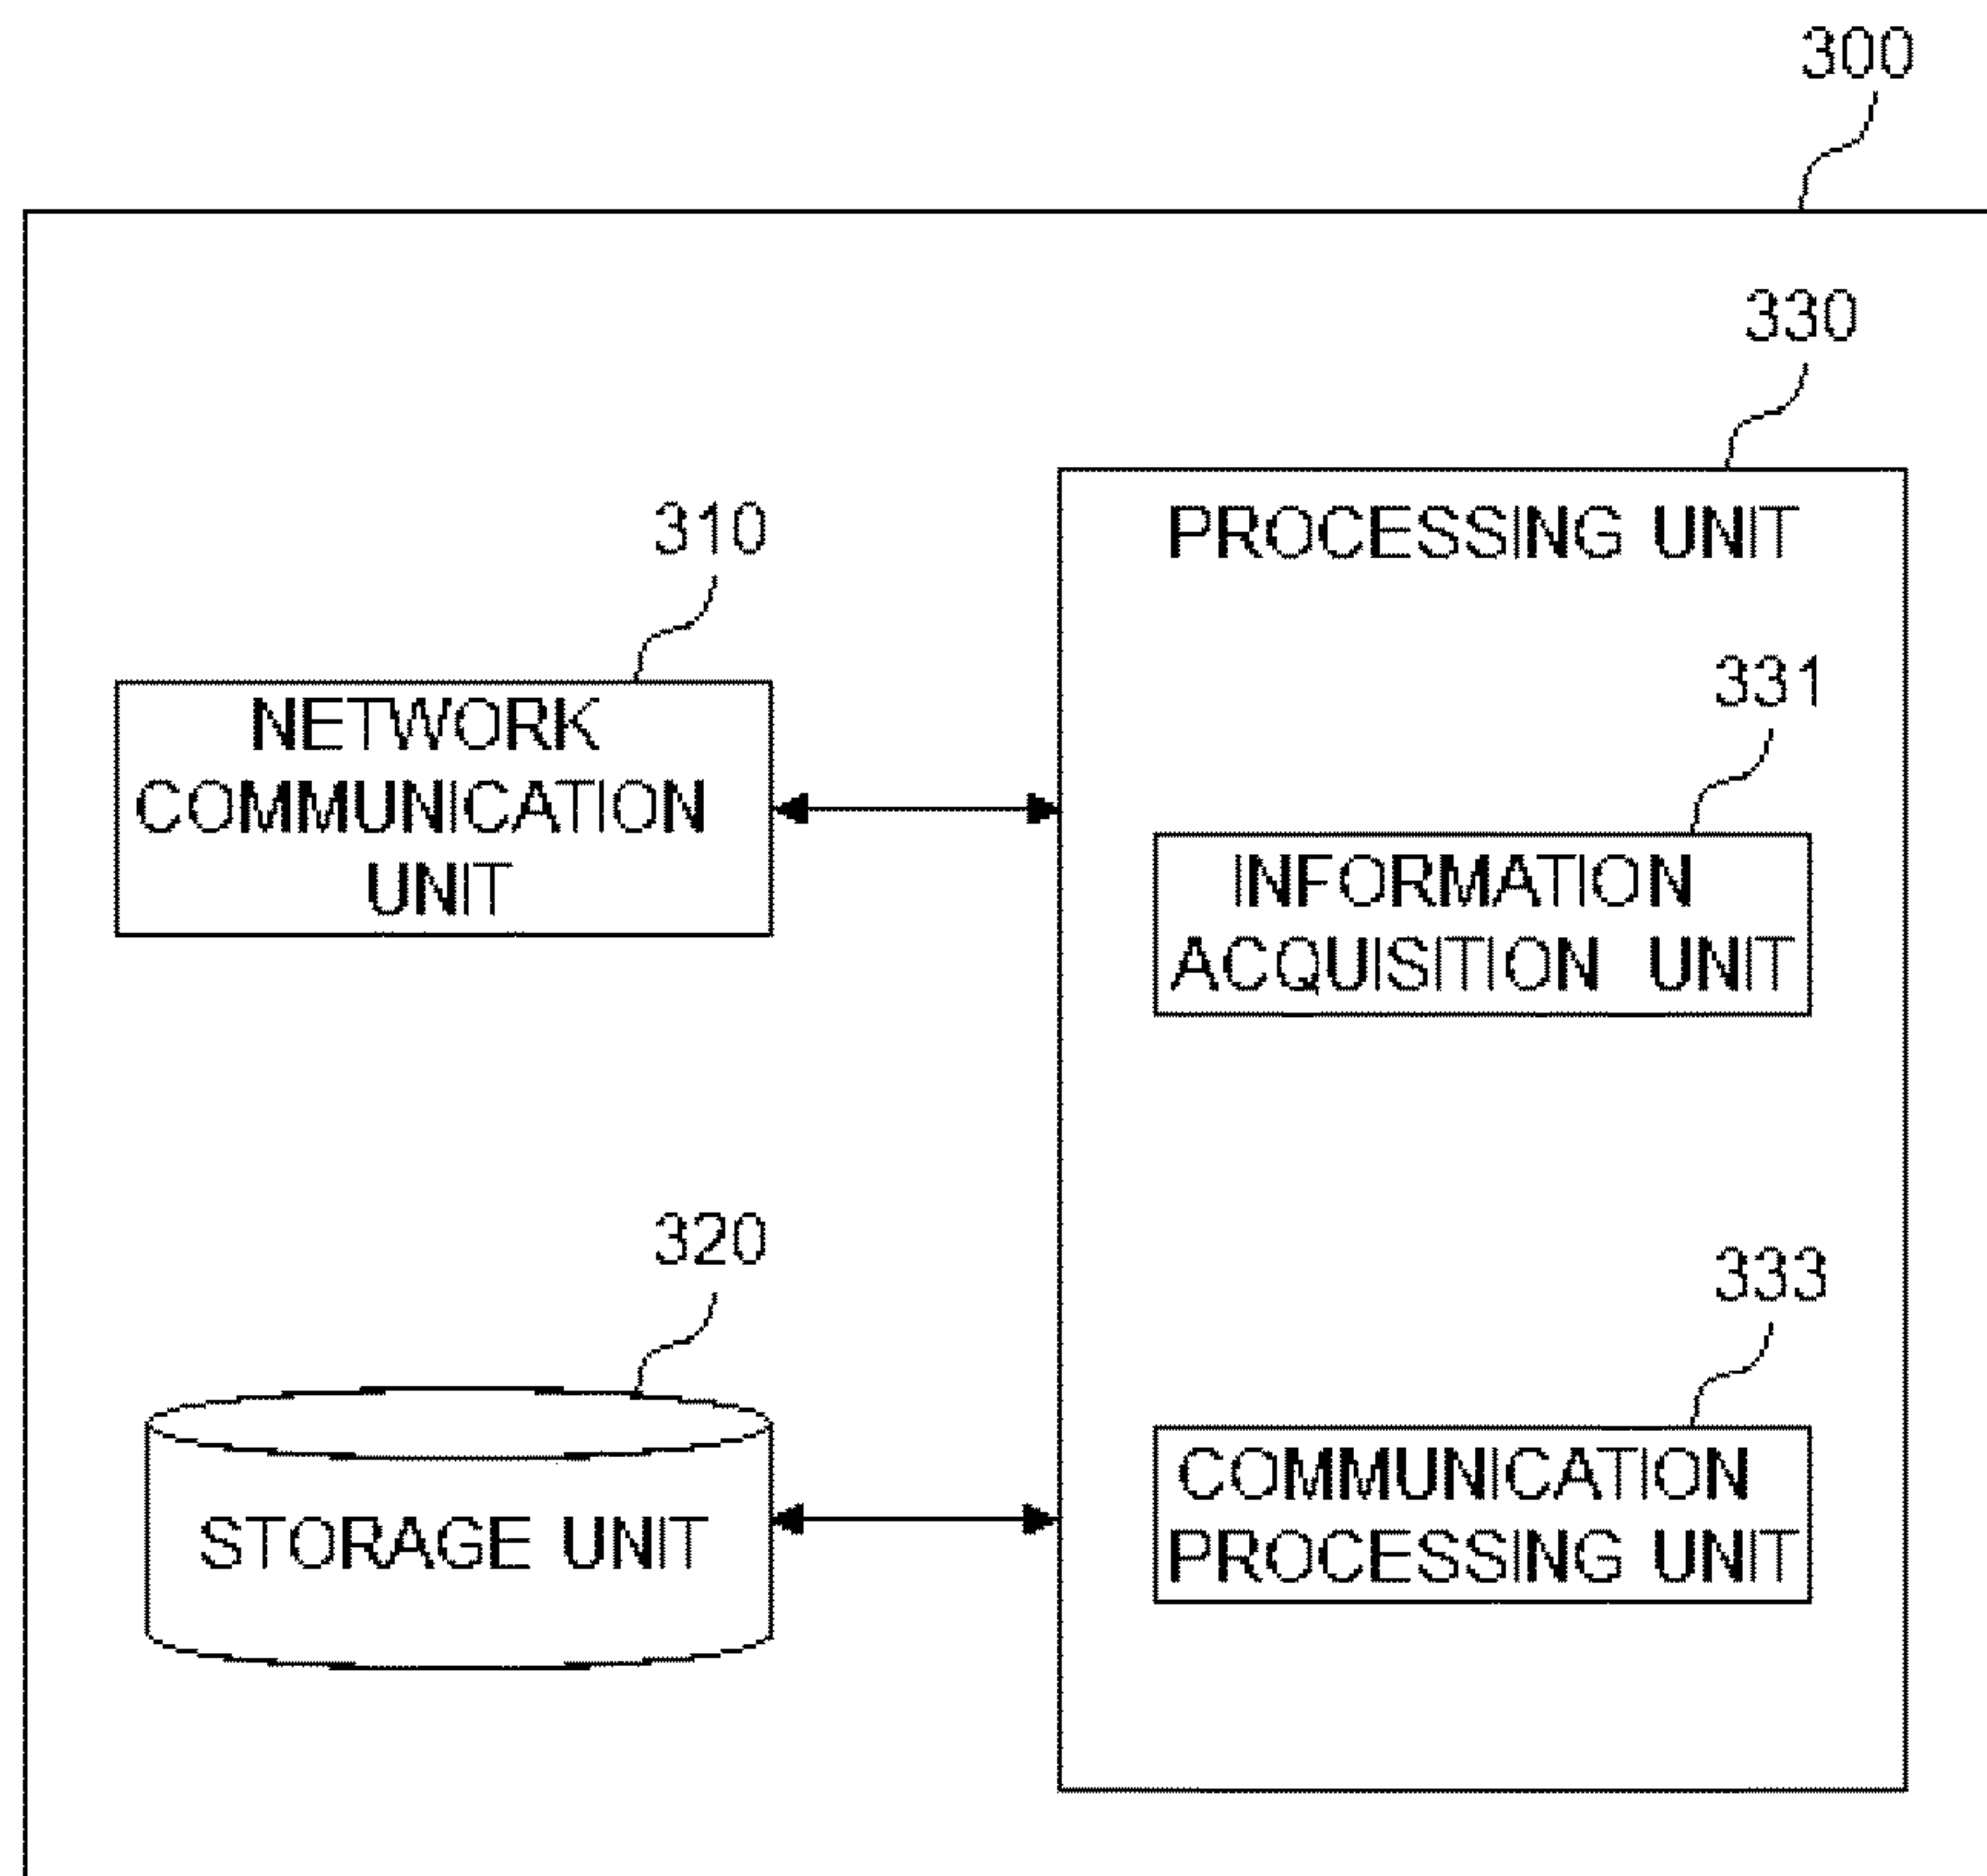 300
330
PROCESSING UNIT
310
NETWORK
COMMUNICATION
UNIT
331
INFORMATION
ACQUISITION UNIT
320
STORAGE UNIT
333
COMMUNICATION
PROCESSING UNIT